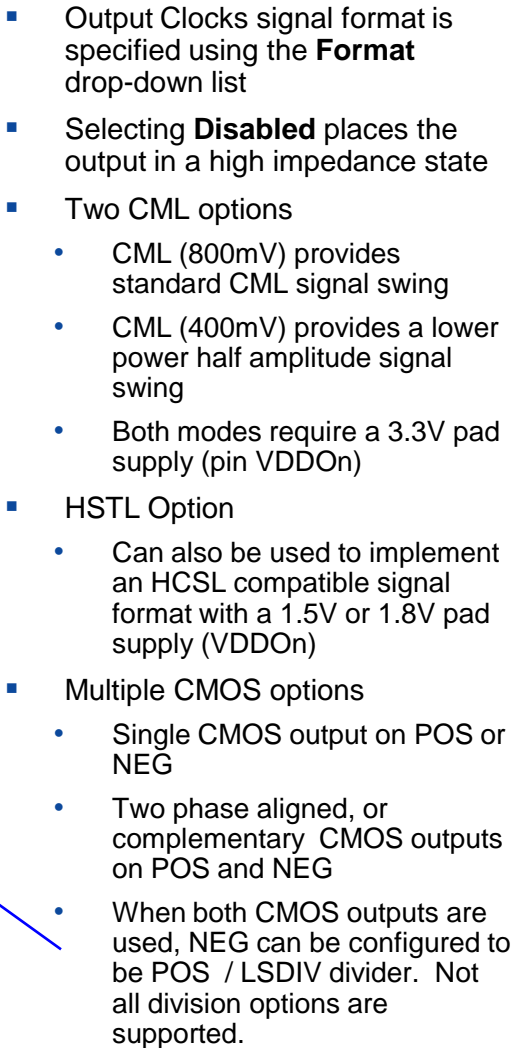 ▪ Output Clocks signal format is
specified using the Format
drop-down list
▪ Selecting Disabled places the
output in a high impedance state
▪ Two CML options
• CML (800mV) provides
standard CML signal swing
• CML (400mV) provides a lower
power half amplitude signal
swing
• Both modes require a 3.3V pad
supply (pin VDDOn)
▪ HSTL Option
• Can also be used to implement
an HCSL compatible signal
format with a 1.5V or 1.8V pad
supply (VDDOn)
▪ Multiple CMOS options
• Single CMOS output on POS or
NEG
• Two phase aligned, or
complementary CMOS outputs
on POS and NEG
• When both CMOS outputs are
used, NEG can be configured to
be POS / LSDIV divider. Not
all division options are
supported.